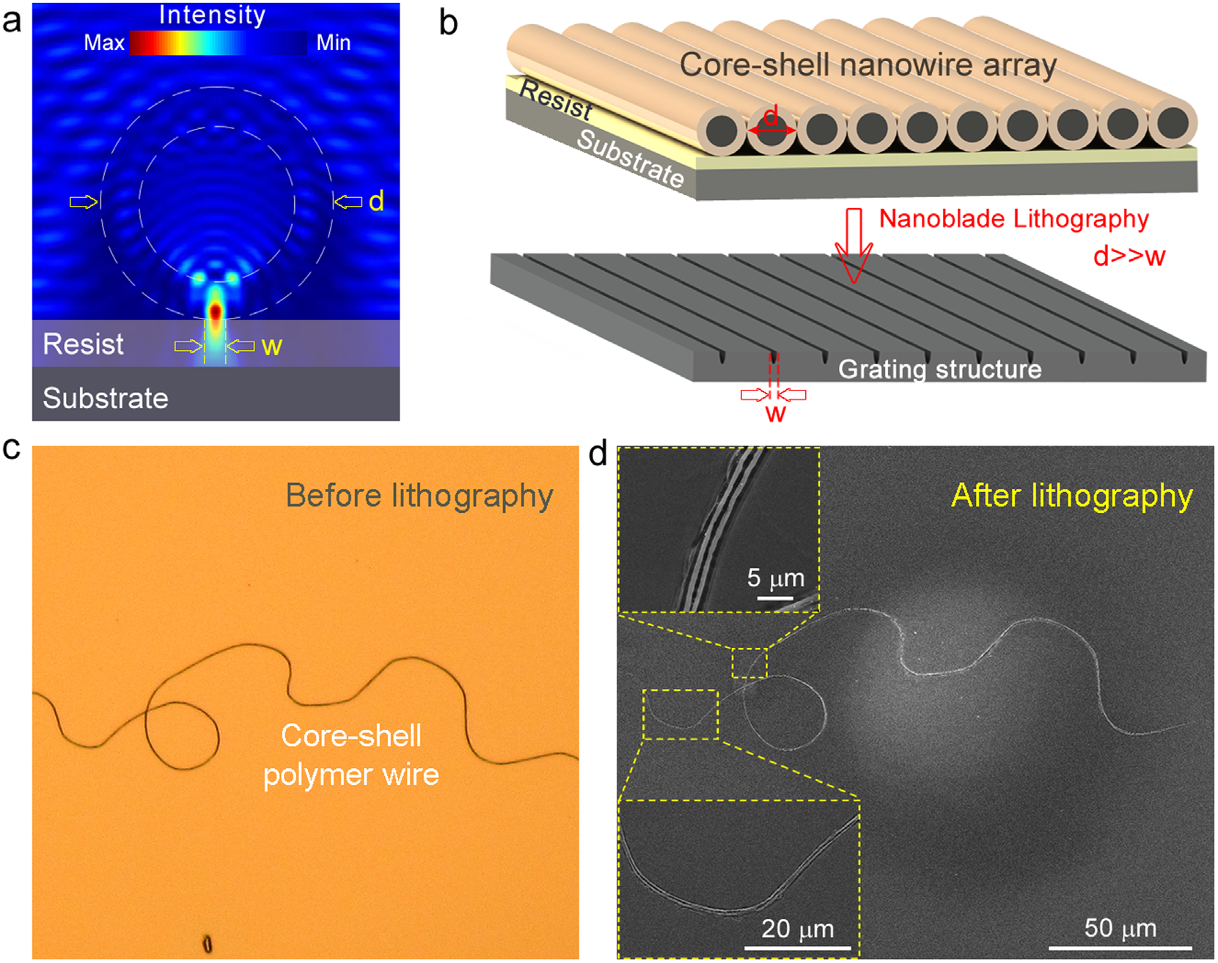 a
Intensity
Max
Min
d
Resist
w
Substrate
b
Core-shell nanowire array
Resist
d
Substrate
Nanoblade Lithography
d>>w
Grating structure
w
c
Before lithography
Core-shell
polymer wire
d
After lithography
5 μm
20 μm
50 μm